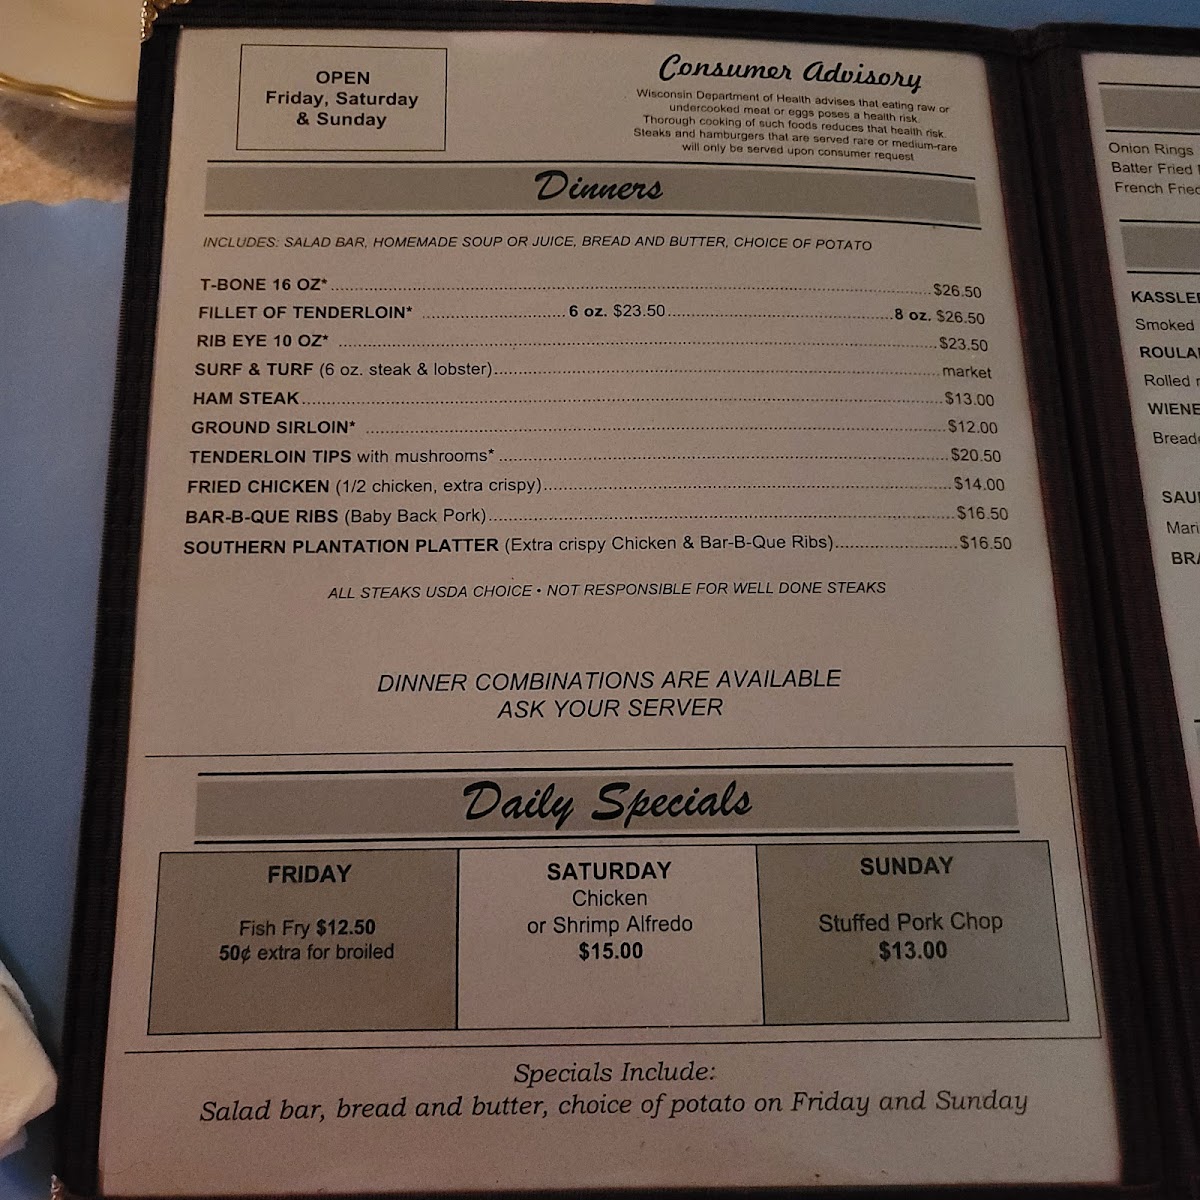 OPEN
Friday, Saturday
& Sunday
Consumer Advisory
Wisconsin Department of Health advises that eating raw or
undercooked meat or eggs poses a health risk.
Thorough cooking of such foods reduces that health risk.
Steaks and hamburgers that are served rare or medium-rare
will only be served upon consumer request
Dinners
INCLUDES: SALAD BAR, HOMEMADE SOUP OR JUICE, BREAD AND BUTTER, CHOICE OF POTATO
T-BONE 16 OZ* $26.50
FILLET OF TENDERLOIN* 6 oz. $23.50 8 oz. $26.50
RIB EYE 10 OZ* $23.50
SURF & TURF (6 oz. steak & lobster) market
HAM STEAK $13.00
GROUND SIRLOIN* $12.00
TENDERLOIN TIPS with mushrooms* $20.50
FRIED CHICKEN (1/2 chicken, extra crispy) $14.00
BAR-B-QUE RIBS (Baby Back Pork) $16.50
SOUTHERN PLANTATION PLATTER (Extra crispy Chicken & Bar-B-Que Ribs) $16.50
ALL STEAKS USDA CHOICE • NOT RESPONSIBLE FOR WELL DONE STEAKS
DINNER COMBINATIONS ARE AVAILABLE
ASK YOUR SERVER
Daily Specials
FRIDAY
Fish Fry $12.50
50¢ extra for broiled
SATURDAY
Chicken
or Shrimp Alfredo
$15.00
SUNDAY
Stuffed Pork Chop
$13.00
Specials Include:
Salad bar, bread and butter, choice of potato on Friday and Sunday
Onion Rings
Batter Fried
French Fried
Smoked
Rolled